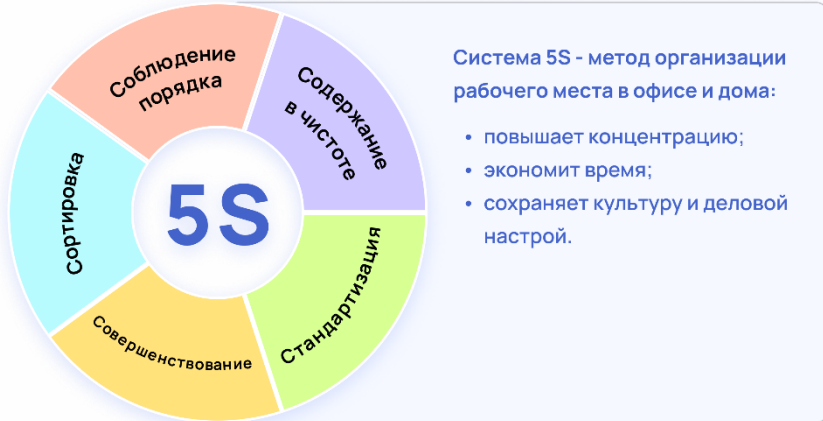 Соблюдение
порядка
Содержание
в чистоте
Сортировка
5S
Совершенствование
Стандартизация
Система 5S - метод организации
рабочего места в офисе и дома:
• повышает концентрацию;
• экономит время;
• сохраняет культуру и деловой
настрой.